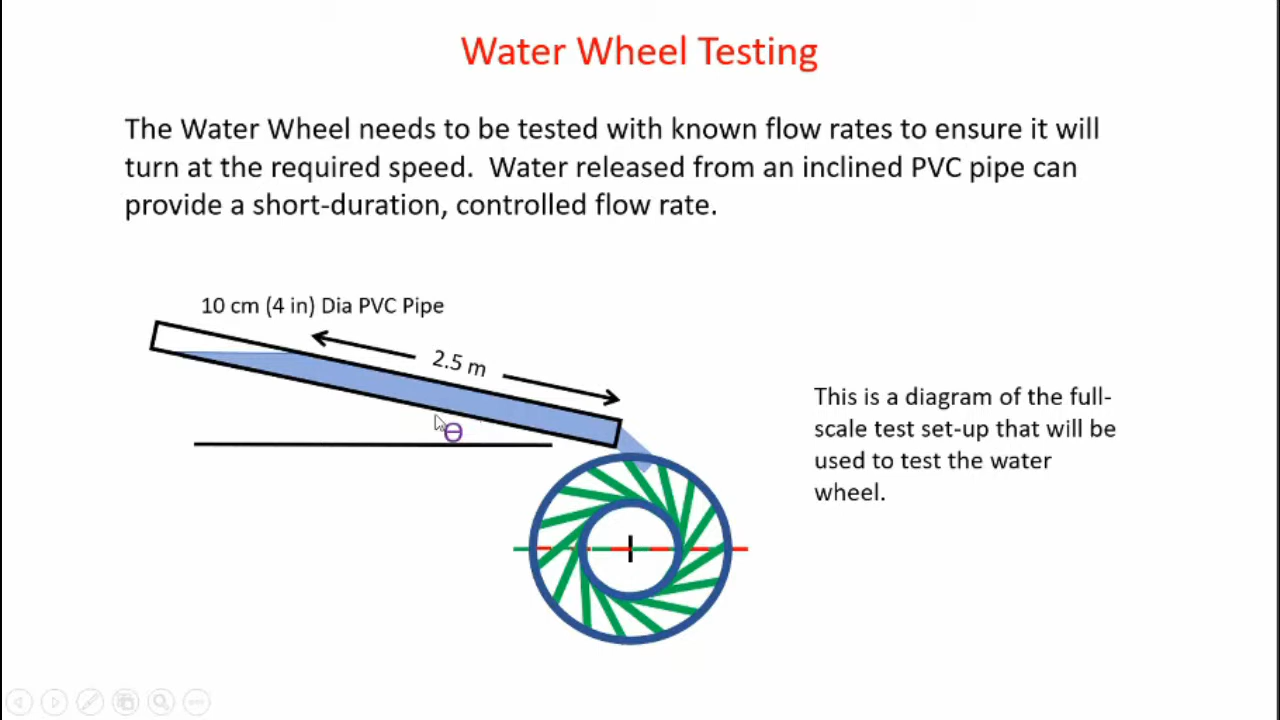 Water Wheel Testing
The Water Wheel needs to be tested with known flow rates to ensure it will
turn at the required speed.  Water released from an inclined PVC pipe can
provide a short-duration, controlled flow rate.
10 cm (4 in) Dia PVC Pipe
2.5 m
Ɵ
This is a diagram of the full-
scale test set-up that will be
used to test the water
wheel.